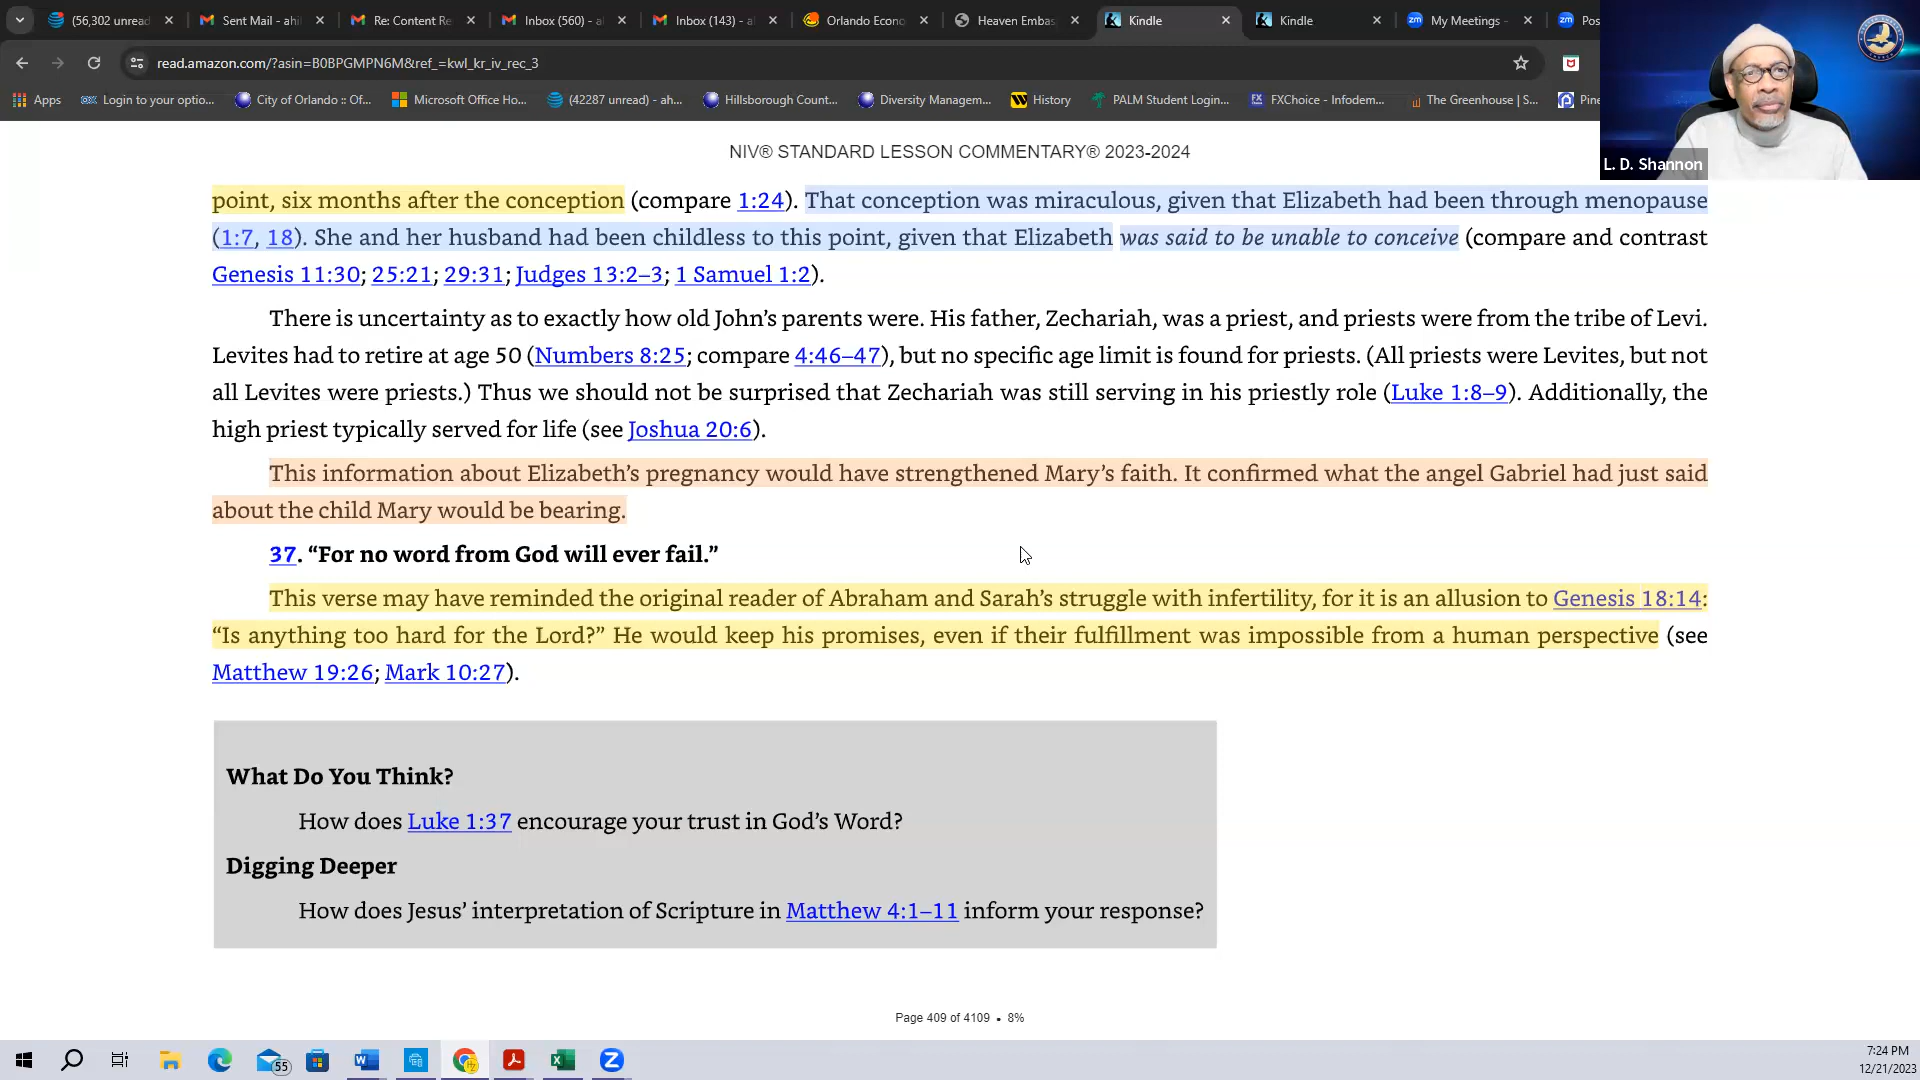 (56,302 unread
Sent Mail - ahi
Re: Content Re
Inbox (560) - a
Inbox (143) - a
Orlando Econo
Heaven Embas
Kindle
Kindle
My Meetings -
Pos
read.amazon.com/?asin=B0BPGMPN6M&ref_=kwl_kr_iv_rec_3
Apps
Login to your optio...
City of Orlando :: Of...
Microsoft Office Ho...
(42287 unread) - ah...
Hillsborough Count...
Diversity Managem...
History
PALM Student Login...
FXChoice - Infodem...
The Greenhouse | S...
Pine
L. D. Shannon
NIV® STANDARD LESSON COMMENTARY® 2023-2024
point, six months after the conception (compare 1:24). That conception was miraculous, given that Elizabeth had been through menopause
(1:7, 18). She and her husband had been childless to this point, given that Elizabeth was said to be unable to conceive (compare and contrast
Genesis 11:30; 25:21; 29:31; Judges 13:2–3; 1 Samuel 1:2).
There is uncertainty as to exactly how old John’s parents were. His father, Zechariah, was a priest, and priests were from the tribe of Levi.
Levites had to retire at age 50 (Numbers 8:25; compare 4:46–47), but no specific age limit is found for priests. (All priests were Levites, but not
all Levites were priests.) Thus we should not be surprised that Zechariah was still serving in his priestly role (Luke 1:8–9). Additionally, the
high priest typically served for life (see Joshua 20:6).
This information about Elizabeth’s pregnancy would have strengthened Mary’s faith. It confirmed what the angel Gabriel had just said
about the child Mary would be bearing.
37. “For no word from God will ever fail.”
This verse may have reminded the original reader of Abraham and Sarah’s struggle with infertility, for it is an allusion to Genesis 18:14:
“Is anything too hard for the Lord?” He would keep his promises, even if their fulfillment was impossible from a human perspective (see
Matthew 19:26; Mark 10:27).
What Do You Think?
How does Luke 1:37 encourage your trust in God’s Word?
Digging Deeper
How does Jesus’ interpretation of Scripture in Matthew 4:1–11 inform your response?
Page 409 of 4109 • 8%
55
7:24 PM
12/21/2023